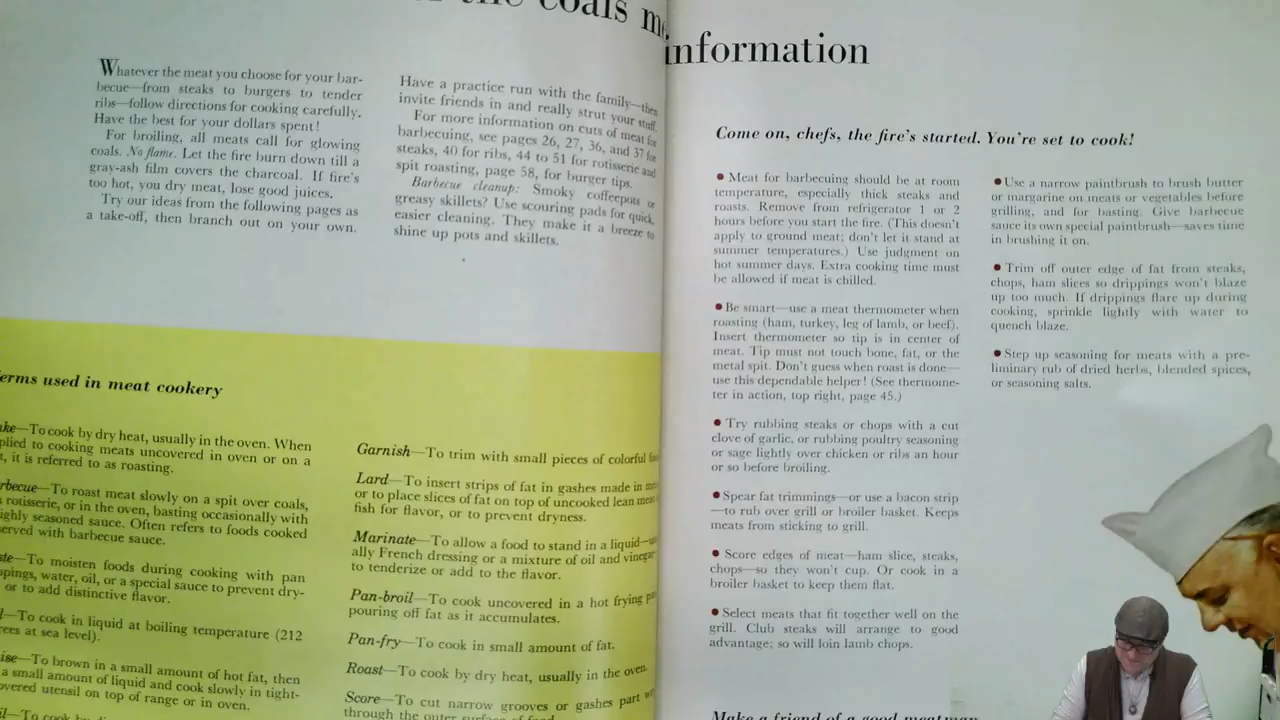 the coals
information
Whatever the meat you choose for your bar-
becue—from steaks to burgers to tender
ribs—follow directions for cooking carefully.
Have the best for your dollars spent!
For broiling, all meats call for glowing
coals. No flame. Let the fire burn down till a
gray-ash film covers the charcoal. If fire's
too hot, you dry meat, lose good juices.
Try our ideas from the following pages as
a take-off, then branch out on your own.
Have a practice run with the family—then
invite friends in and really strut your stuff.
For more information on cuts of meat for
barbecuing, see pages 26, 27, 36, and 37 for
steaks, 40 for ribs, 44 to 51 for rotisserie and
spit roasting, page 58, for burger tips.
Barbecue cleanup: Smoky coffeepots or
greasy skillets? Use scouring pads for quick,
easier cleaning. They make it a breeze to
shine up pots and skillets.
erms used in meat cookery
ke—To cook by dry heat, usually in the oven. When
plied to cooking meats uncovered in oven or on a
t, it is referred to as roasting.
rbecue—To roast meat slowly on a spit over coals,
rotisserie, or in the oven, basting occasionally with
ighly seasoned sauce. Often refers to foods cooked
served with barbecue sauce.
ste—To moisten foods during cooking with pan
ppings, water, oil, or a special sauce to prevent dry-
or to add distinctive flavor.
l—To cook in liquid at boiling temperature (212
rees at sea level).
ise—To brown in a small amount of hot fat, then
a small amount of liquid and cook slowly in tight-
overed utensil on top of range or in oven.
il—To cook by
Garnish—To trim with small pieces of colorful
Lard—To insert strips of fat in gashes made in
or to place slices of fat on top of uncooked lean meat
fish for flavor, or to prevent dryness.
Marinate—To allow a food to stand in a liquid—
ally French dressing or a mixture of oil and vinegar
to tenderize or add to the flavor.
Pan-broil—To cook uncovered in a hot frying
pouring off fat as it accumulates.
Pan-fry—To cook in small amount of fat.
Roast—To cook by dry heat, usually in the oven.
Score—To cut narrow grooves or gashes part
through the outer surface of food.
Come on, chefs, the fire's started. You're set to cook!
• Meat for barbecuing should be at room
temperature, especially thick steaks and
roasts. Remove from refrigerator 1 or 2
hours before you start the fire. (This doesn't
apply to ground meat; don't let it stand at
summer temperatures.) Use judgment on
hot summer days. Extra cooking time must
be allowed if meat is chilled.
• Be smart—use a meat thermometer when
roasting (ham, turkey, leg of lamb, or beef).
Insert thermometer so tip is in center of
meat. Tip must not touch bone, fat, or the
metal spit. Don't guess when roast is done—
use this dependable helper! (See thermome-
ter in action, top right, page 45.)
• Try rubbing steaks or chops with a cut
clove of garlic, or rubbing poultry seasoning
or sage lightly over chicken or ribs an hour
or so before broiling.
• Spear fat trimmings—or use a bacon strip
—to rub over grill or broiler basket. Keeps
meats from sticking to grill.
• Score edges of meat—ham slice, steaks,
chops—so they won't cup. Or cook in a
broiler basket to keep them flat.
• Select meats that fit together well on the
grill. Club steaks will arrange to good
advantage; so will loin lamb chops.
• Use a narrow paintbrush to brush butter
or margarine on meats or vegetables before
grilling, and for basting. Give barbecue
sauce its own special paintbrush—saves time
in brushing it on.
• Trim off outer edge of fat from steaks,
chops, ham slices so drippings won't blaze
up too much. If drippings flare up during
cooking, sprinkle lightly with water to
quench blaze.
• Step up seasoning for meats with a pre-
liminary rub of dried herbs, blended spices,
or seasoning salts.
Make a friend of a good meatman